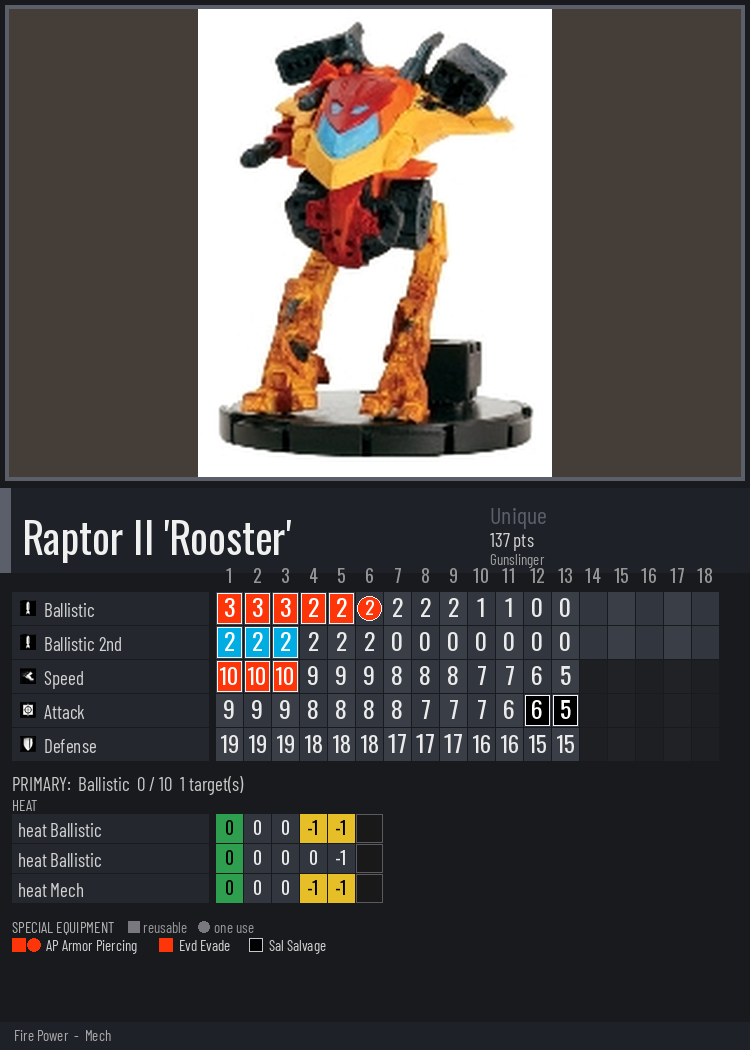 Raptor II 'Rooster'
Unique
137 pts
Gunslinger
1 2 3 4 5 6 7 8 9 10 11 12 13 14 15 16 17 18
Ballistic 3 3 3 2 2 2 2 2 2 1 1 0 0
Ballistic 2nd 2 2 2 2 2 2 0 0 0 0 0 0 0
Speed 10 10 10 9 9 9 8 8 8 7 7 6 5
Attack 9 9 9 8 8 8 8 7 7 7 6 6 5
Defense 19 19 19 18 18 18 17 17 17 16 16 15 15
PRIMARY: Ballistic 0 / 10 1 target(s)
HEAT
heat Ballistic 0 0 0 -1 -1
heat Ballistic 0 0 0 0 -1
heat Mech 0 0 0 -1 -1
SPECIAL EQUIPMENT reusable one use
AP Armor Piercing Evd Evade Sal Salvage
Fire Power - Mech